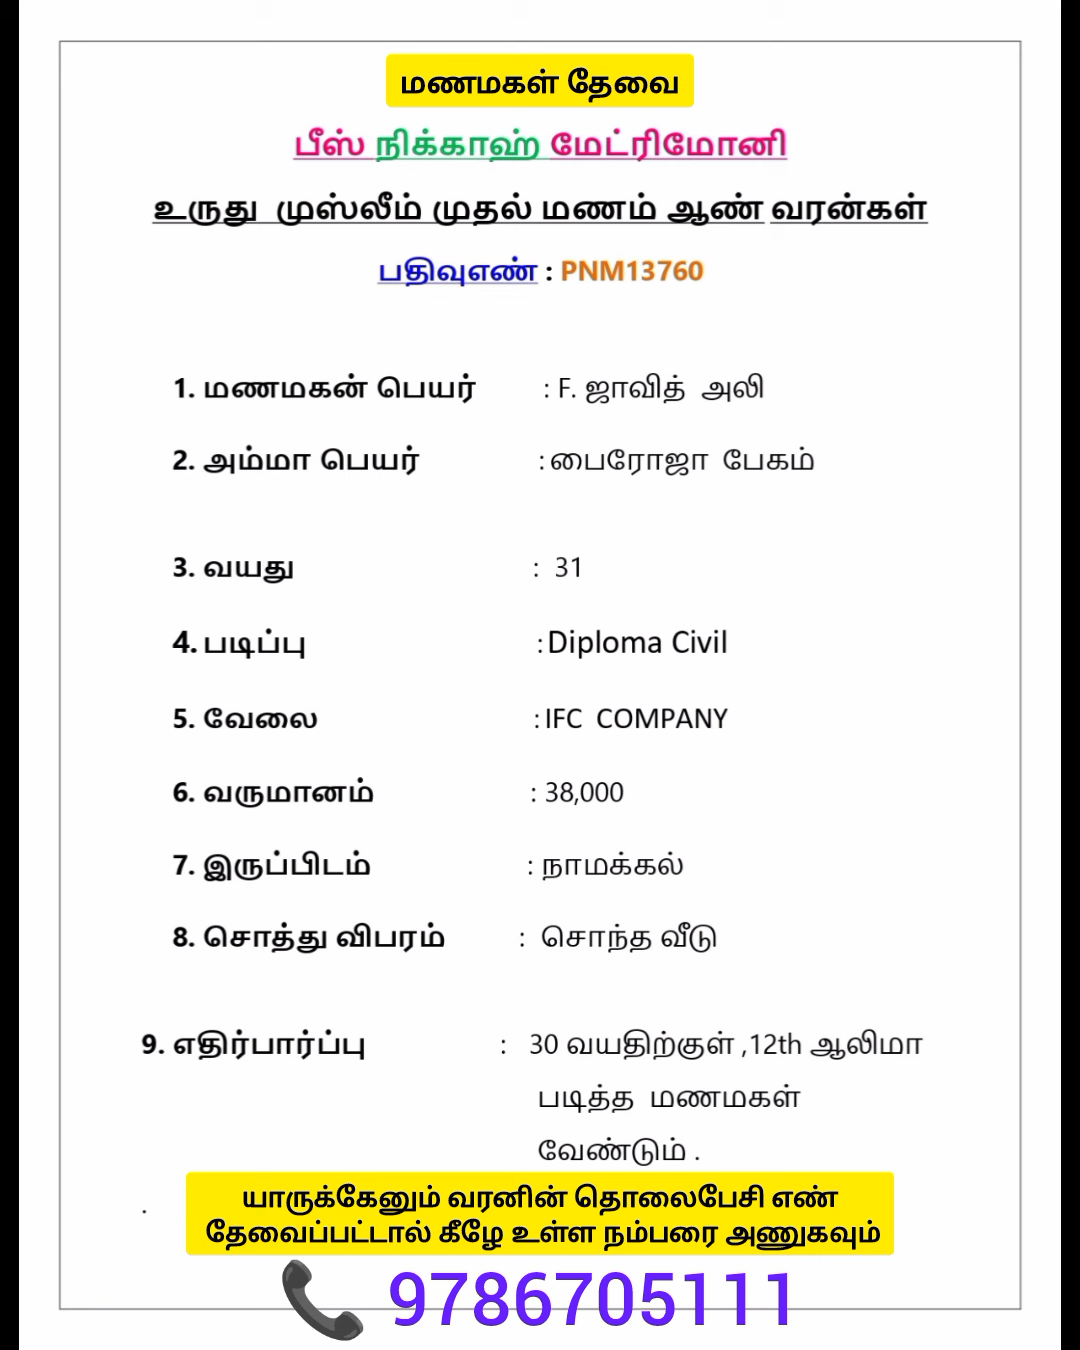 மணமகள் தேவை
பீஸ் நிக்காஹ் மேட்ரிமோனி
உருது முஸ்லீம் முதல் மணம் ஆண் வரன்கள்
பதிவுஎண் : PNM13760
1. மணமகன் பெயர் : F. ஜாவித் அலி
2. அம்மா பெயர் : பைரோஜா பேகம்
3. வயது : 31
4. படிப்பு : Diploma Civil
5. வேலை : IFC COMPANY
6. வருமானம் : 38,000
7. இருப்பிடம் : நாமக்கல்
8. சொத்து விபரம் : சொந்த வீடு
9. எதிர்பார்ப்பு : 30 வயதிற்குள் ,12th ஆலிமா
படித்த மணமகள்
வேண்டும் .
யாருக்கேனும் வரனின் தொலைபேசி எண்
.
தேவைப்பட்டால் கீழே உள்ள நம்பரை அணுகவும்
9786705111